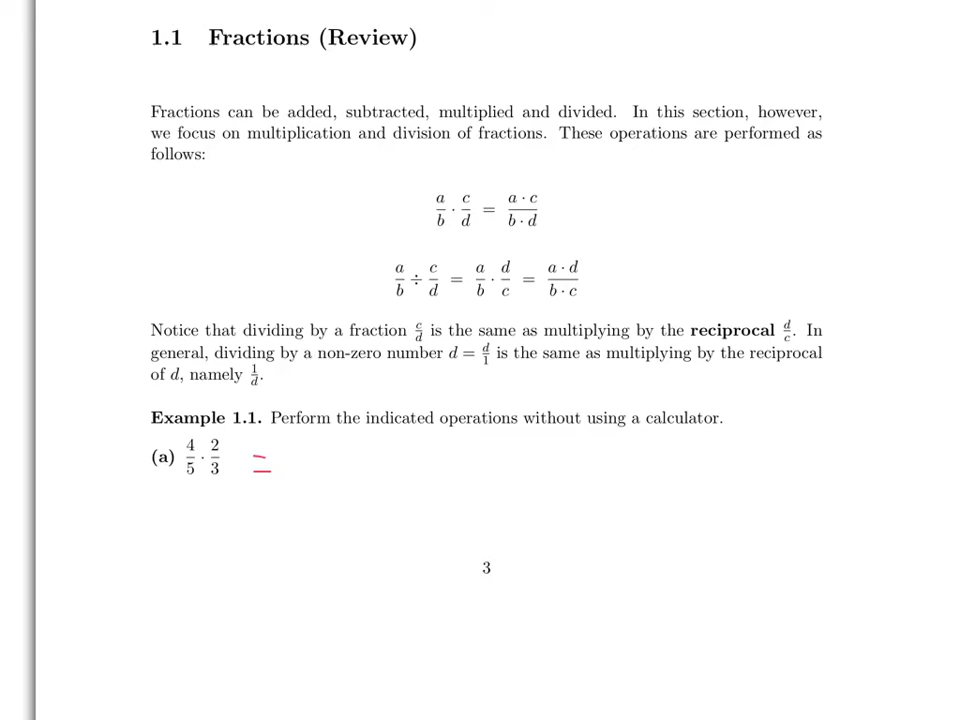 1.1 Fractions (Review)
Fractions can be added, subtracted, multiplied and divided. In this section, however,
we focus on multiplication and division of fractions. These operations are performed as
follows:
a/b · c/d = a · c / b · d
a/b ÷ c/d = a/b · d/c = a · d / b · c
Notice that dividing by a fraction c/d is the same as multiplying by the reciprocal d/c. In
general, dividing by a non-zero number d = d/1 is the same as multiplying by the reciprocal
of d, namely 1/d.
Example 1.1. Perform the indicated operations without using a calculator.
(a) 4/5 · 2/3 =
3